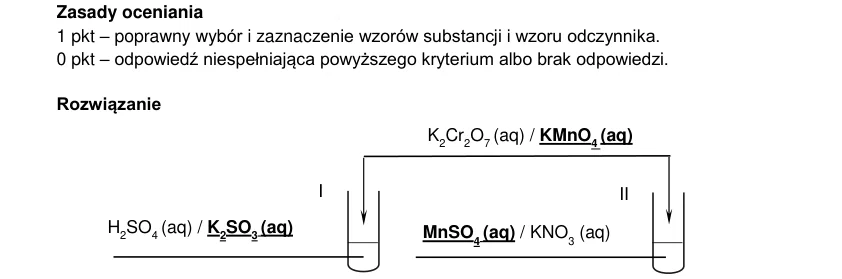 Zasady oceniania
1 pkt – poprawny wybór i zaznaczenie wzorów substancji i wzoru odczynnika.
0 pkt – odpowiedź niespełniająca powyższego kryterium albo brak odpowiedzi.
Rozwiązanie
K₂Cr₂O₇ (aq) / KMnO₄ (aq)
I
II
H₂SO₄ (aq) / K₂SO₃ (aq)
MnSO₄ (aq) / KNO₃ (aq)